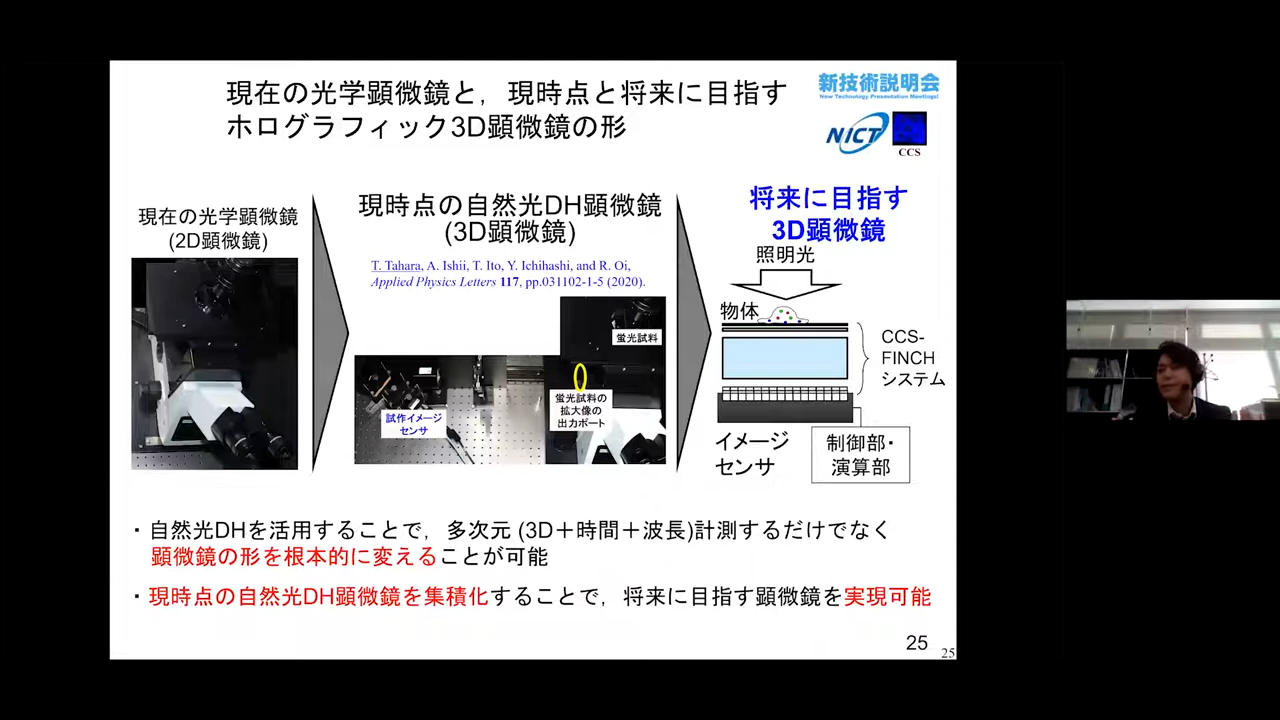 現在の光学顕微鏡と，現時点と将来に目指す
ホログラフィック3D顕微鏡の形
新技術説明会
New Technology Presentation Meetings!
NICT
CCS
現在の光学顕微鏡
(2D顕微鏡)
現時点の自然光DH顕微鏡
(3D顕微鏡)
T. Tahara, A. Ishii, T. Ito, Y. Ichihashi, and R. Oi,
Applied Physics Letters 117, pp.031102-1-5 (2020).
蛍光試料
試作イメージ
センサ
蛍光試料の
拡大像の
出力ポート
将来に目指す
3D顕微鏡
照明光
物体
CCS-
FINCH
システム
イメージ
センサ
制御部・
演算部
・自然光DHを活用することで，多次元 (3D＋時間＋波長)計測するだけでなく
顕微鏡の形を根本的に変えることが可能
・現時点の自然光DH顕微鏡を集積化することで，将来に目指す顕微鏡を実現可能
25
25